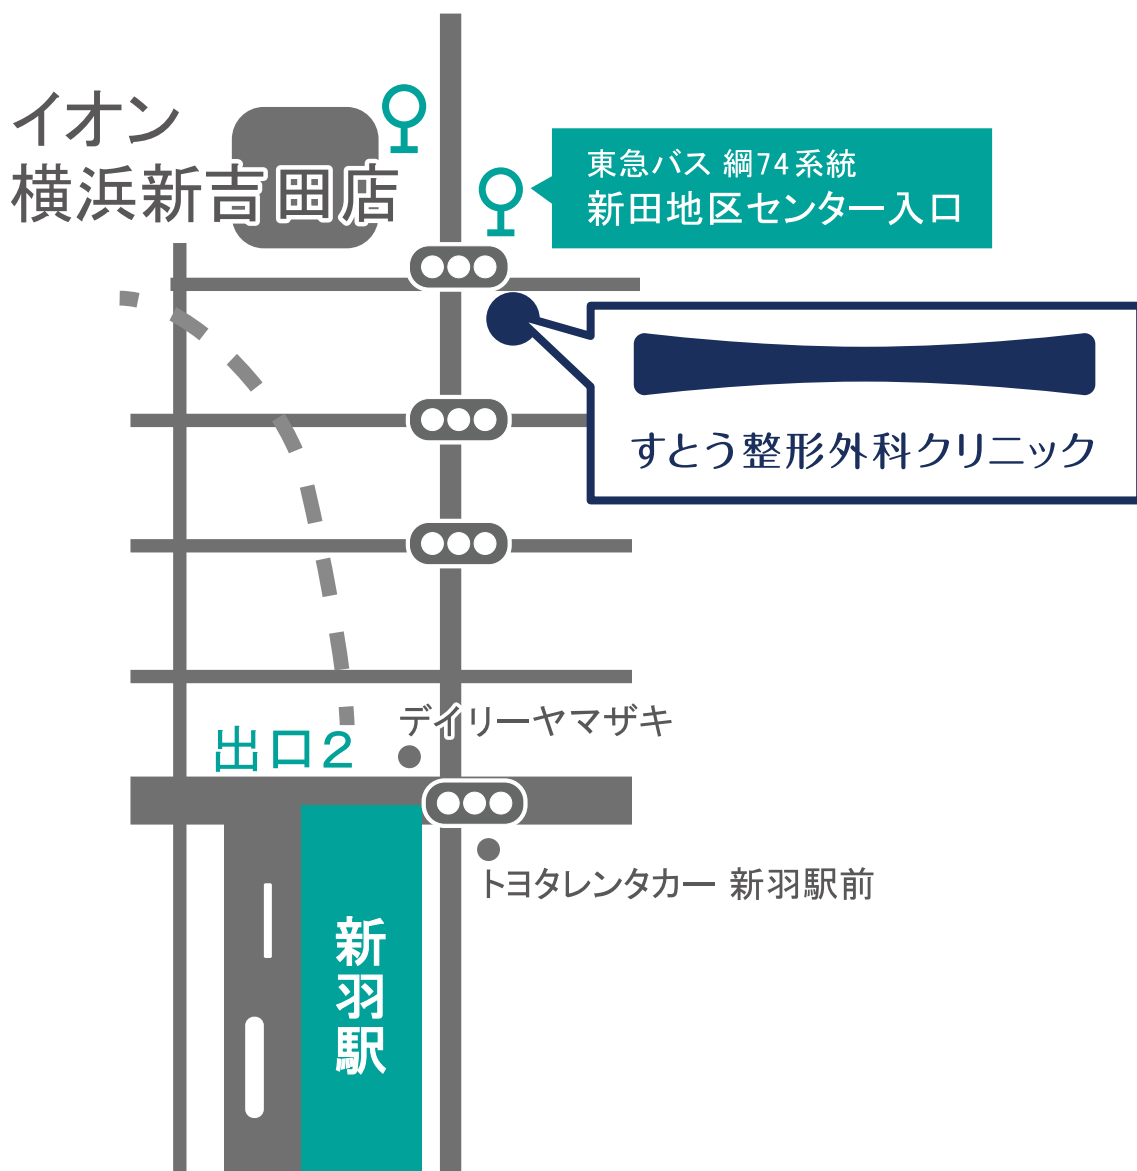 イオン
横浜新吉田店
東急バス 綱74系統
新田地区センター入口
すとう整形外科クリニック
デイリーヤマザキ
出口2
トヨタレンタカー 新羽駅前
新羽駅